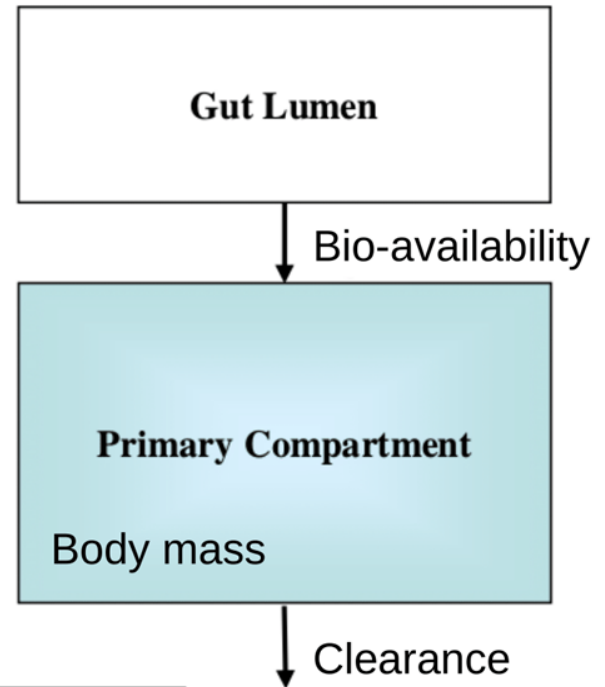 Gut Lumen
Bio-availability
Primary Compartment
Body mass
Clearance